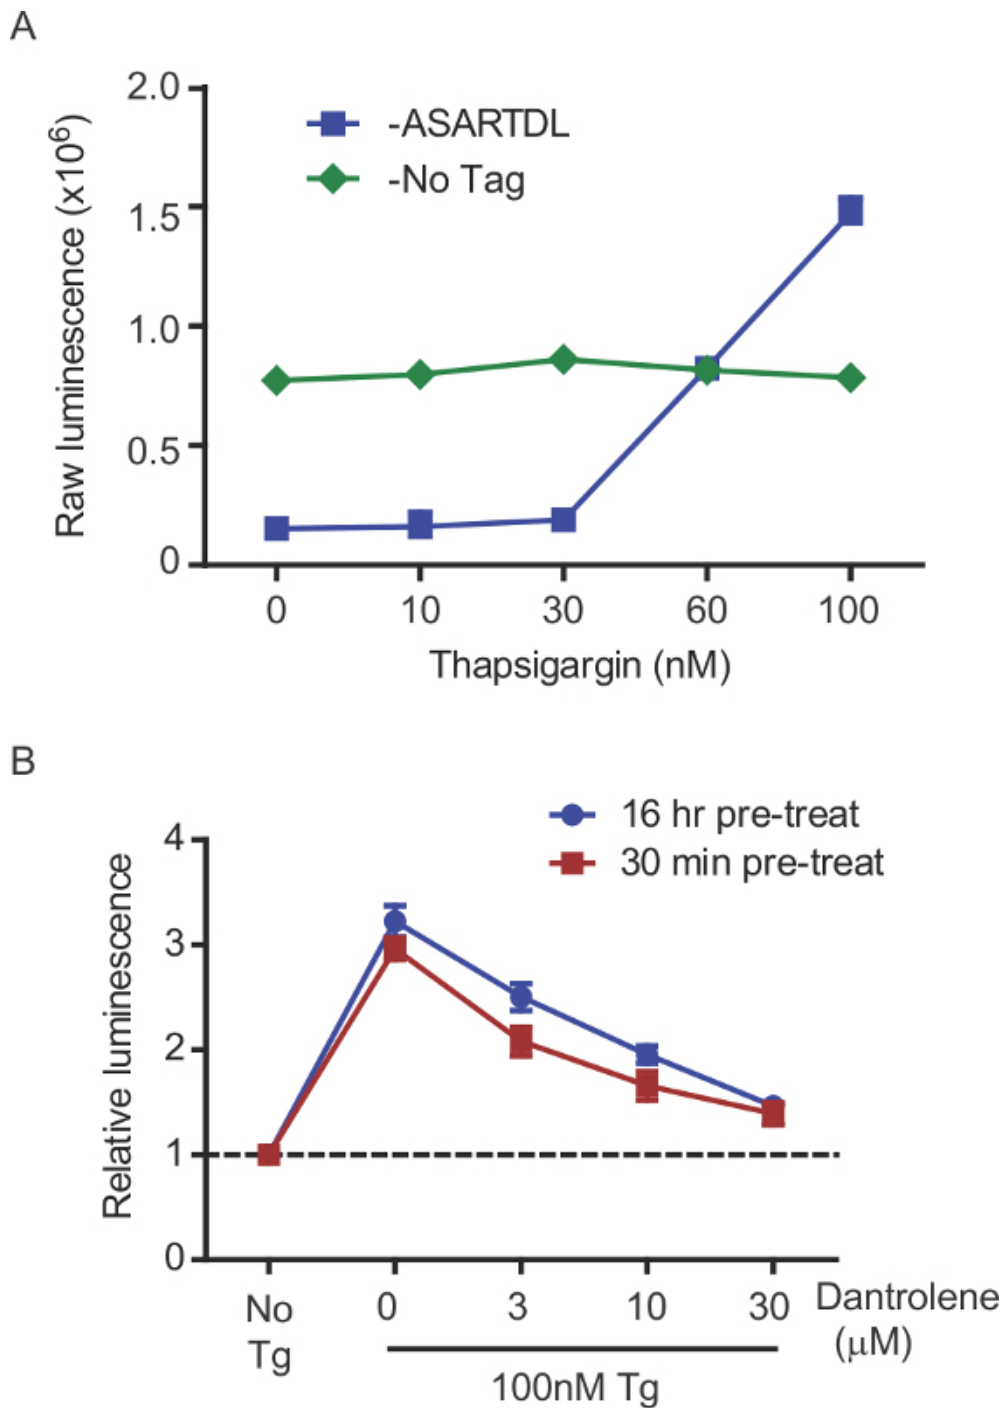 A
2.0
1.5
1.0
0.5
0
Raw luminescence (x10⁶)
-ASARTDL
-No Tag
0 10 30 60 100
Thapsigargin (nM)
B
4
3
2
1
0
Relative luminescence
16 hr pre-treat
30 min pre-treat
No Tg
0 3 10 30
Dantrolene
(μM)
100nM Tg